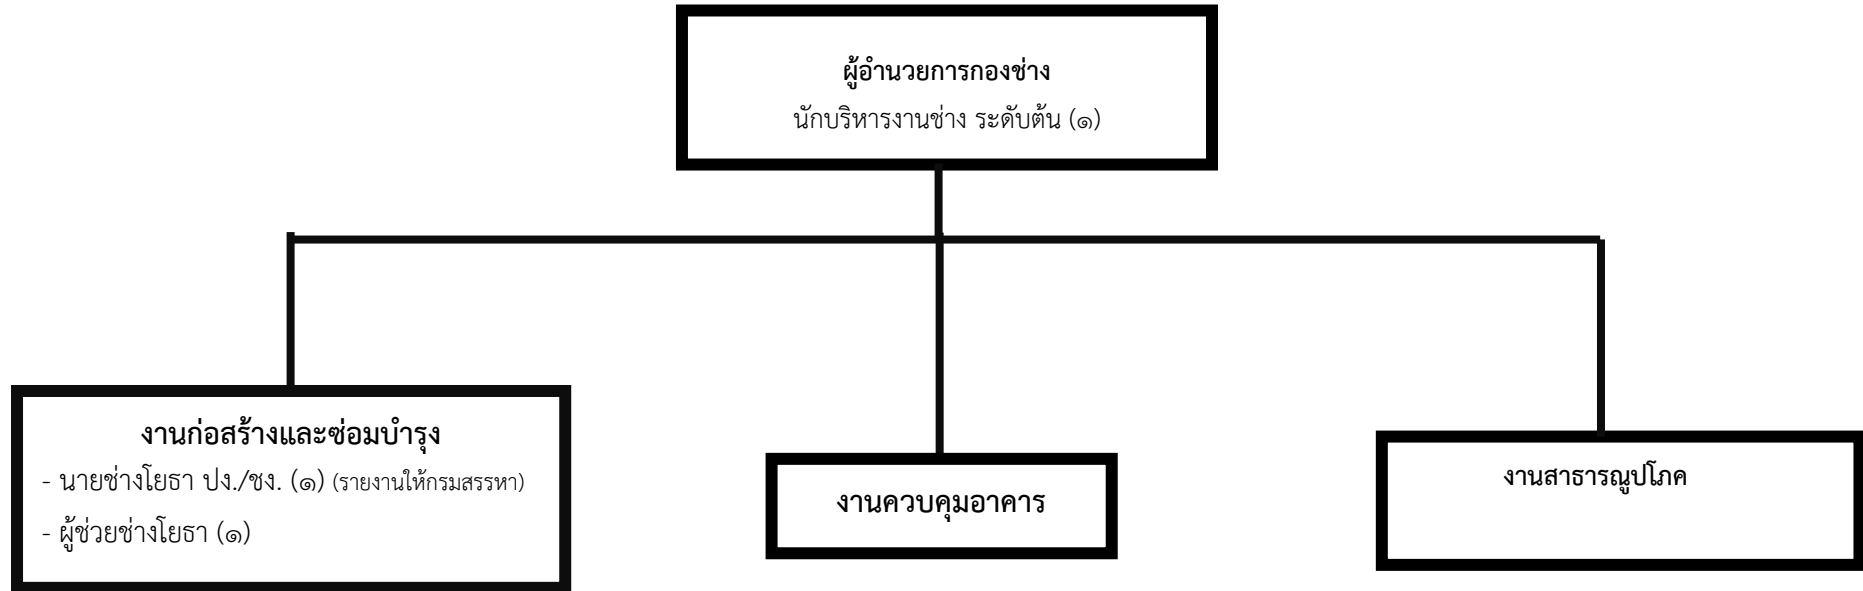 ผู้อำนวยการกองช่าง
นักบริหารงานช่าง ระดับต้น (๑)
งานก่อสร้างและซ่อมบำรุง
- นายช่างโยธา ปง./ชง. (๑) (รายงานให้กรมสรรหา)
- ผู้ช่วยช่างโยธา (๑)
งานควบคุมอาคาร
งานสาธารณูปโภค